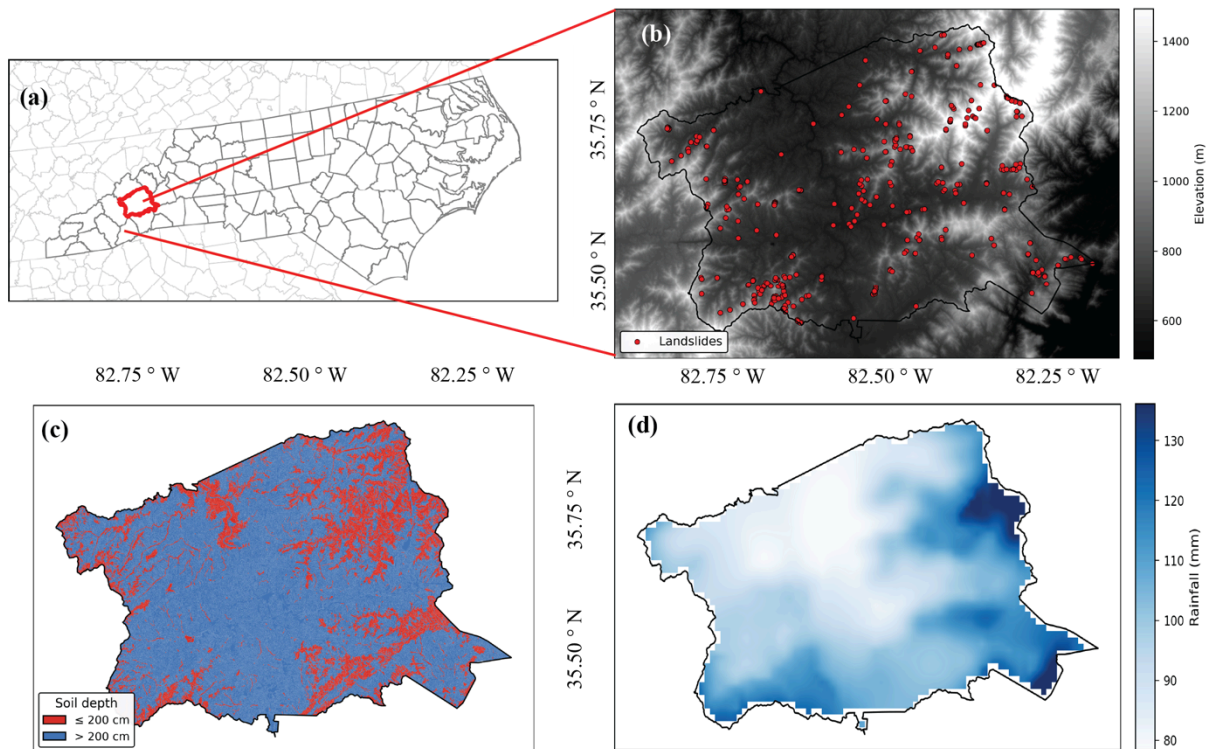 (a)
(b)
35.75 ° N
35.50 ° N
Landslides
1400
1200
1000
800
600
Elevation (m)
82.75 ° W
82.50 ° W
82.25 ° W
82.75 ° W
82.50 ° W
82.25 ° W
(c)
Soil depth
≤ 200 cm
> 200 cm
35.75 ° N
35.50 ° N
(d)
130
120
110
100
90
80
Rainfall (mm)